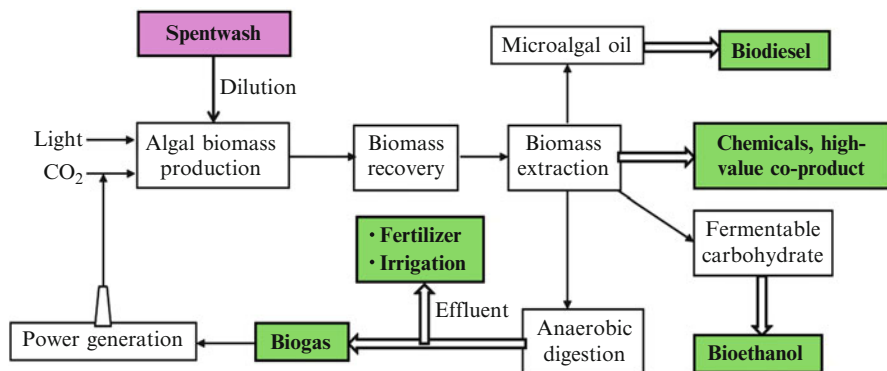 Spentwash
Dilution
Microalgal oil
Biodiesel
Light
CO₂
Algal biomass
production
Biomass
recovery
Biomass
extraction
Chemicals, high-
value co-product
Fermentable
carbohydrate
· Fertilizer
· Irrigation
Effluent
Power generation
Biogas
Anaerobic
digestion
Bioethanol